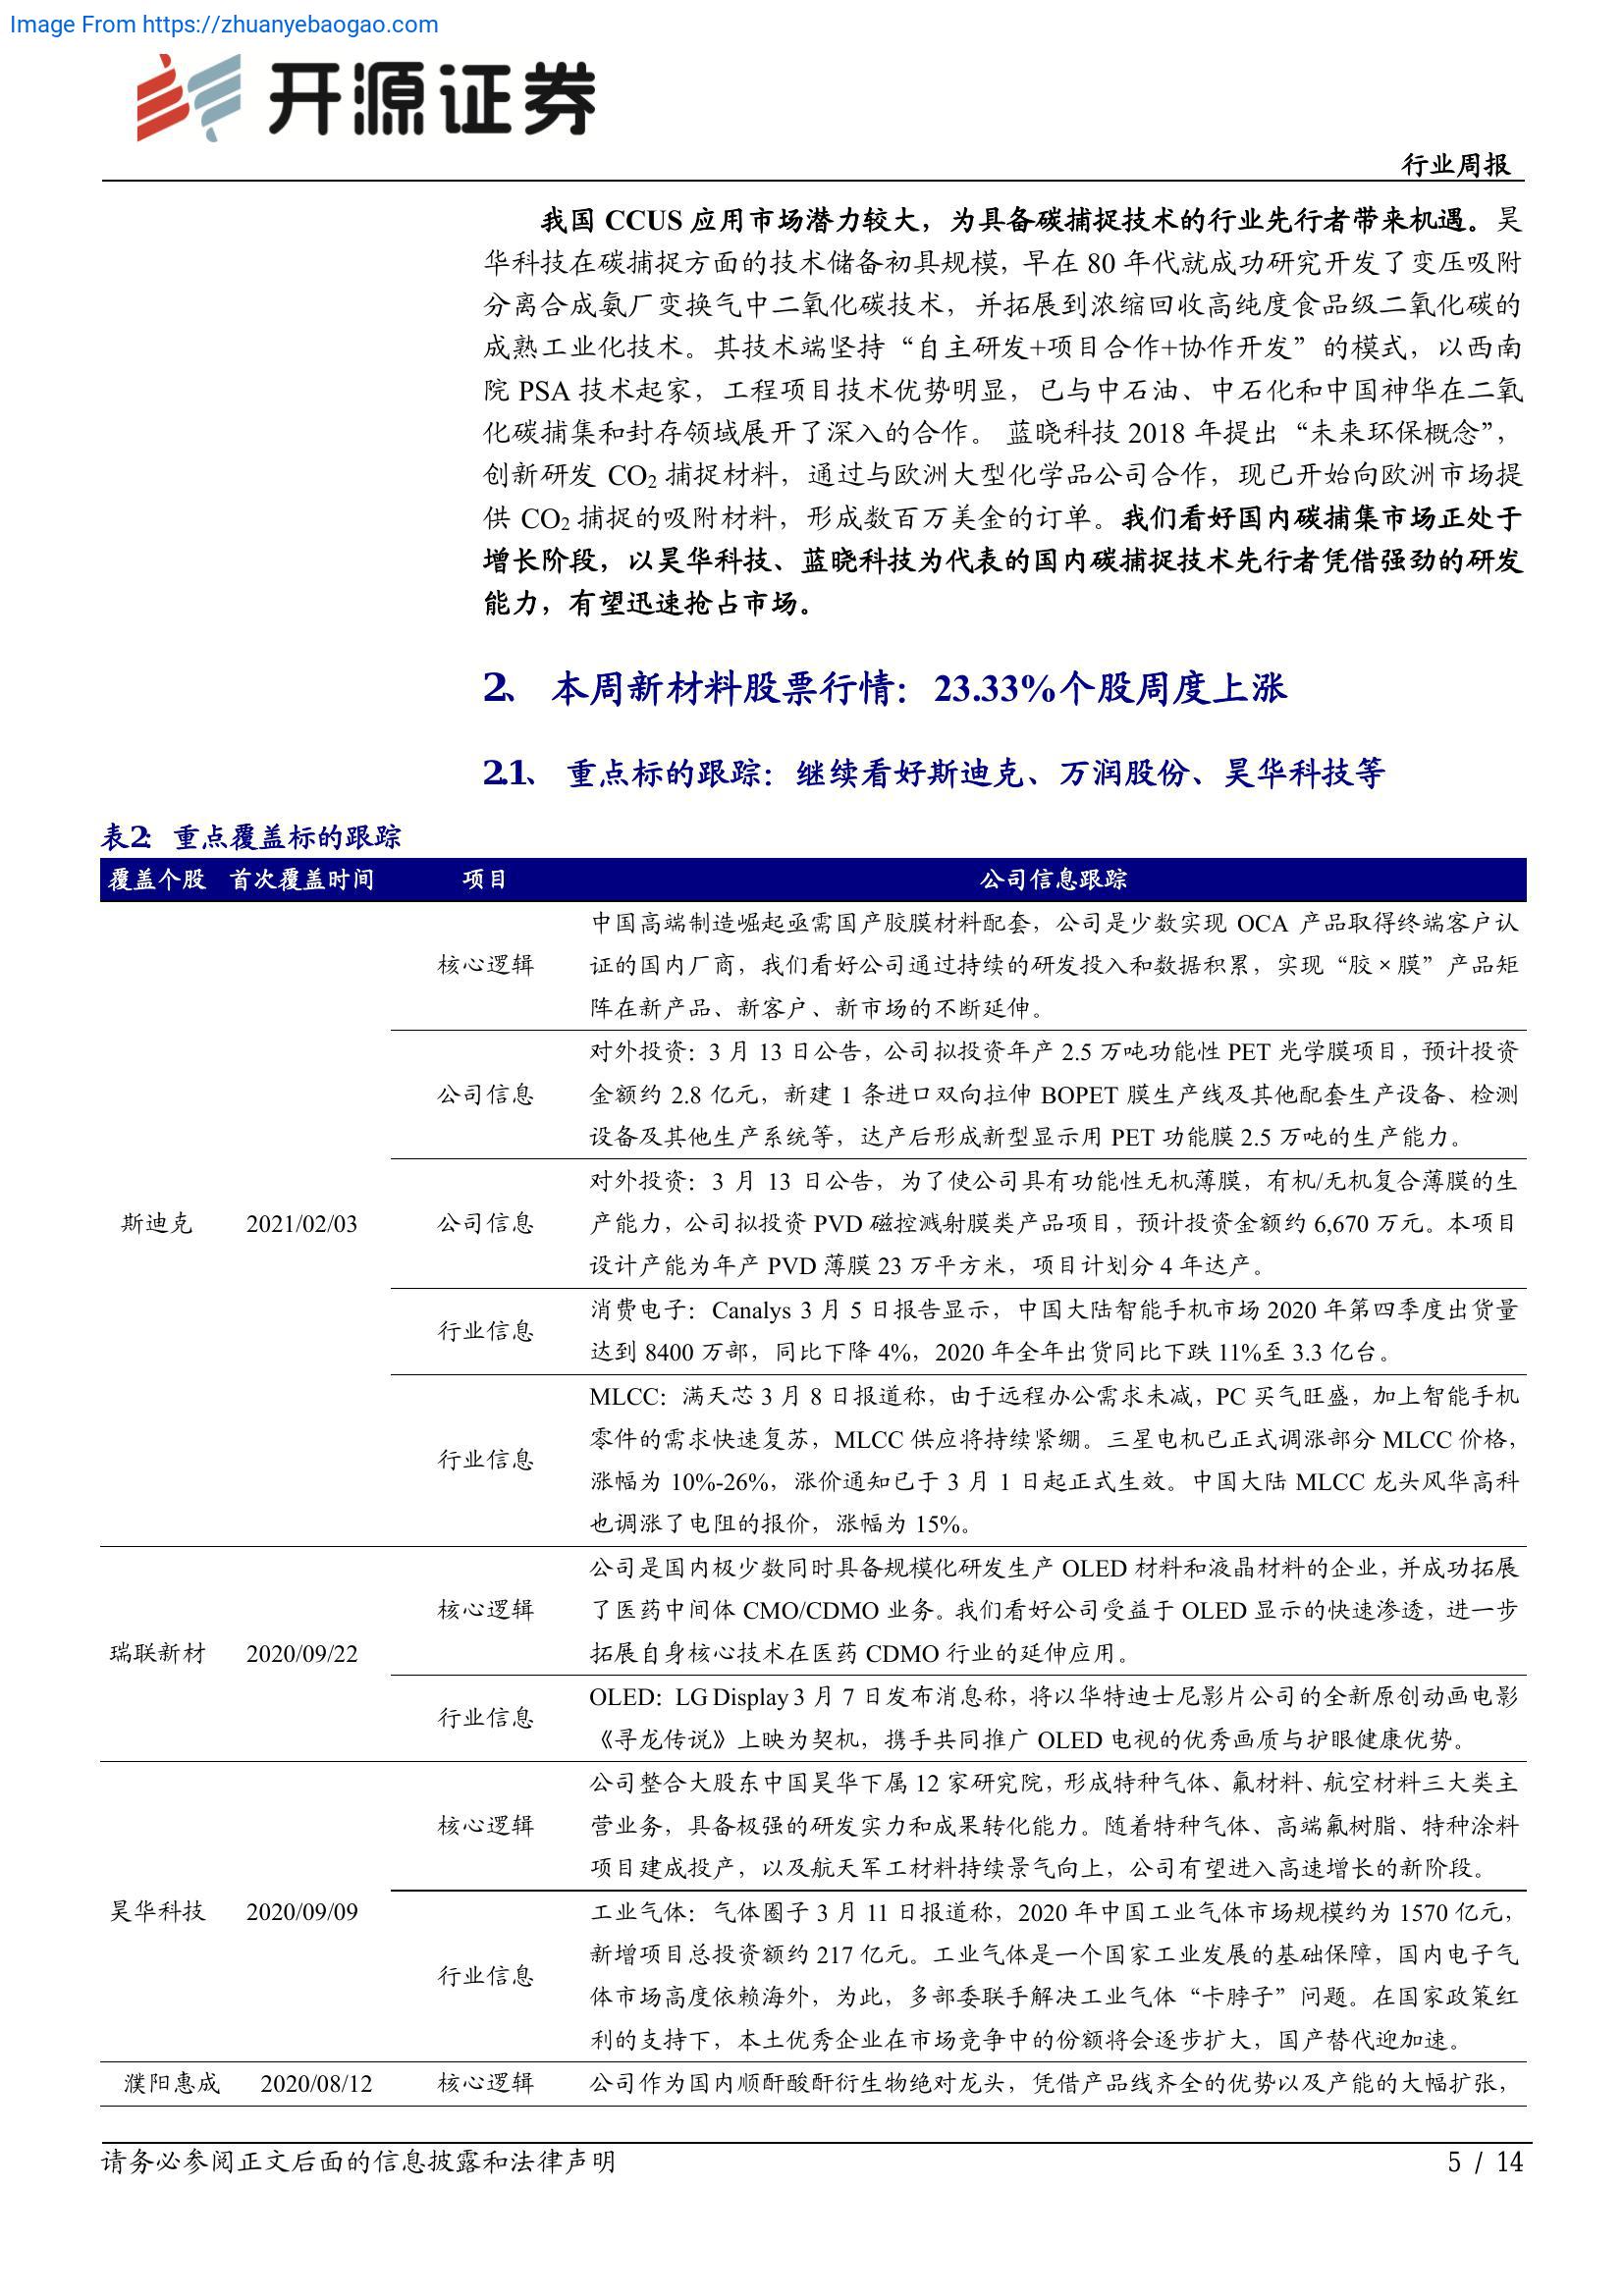 Image From https://zhuanyebaogao.com
开源证券
行业周报
我国 CCUS 应用市场潜力较大，为具备碳捕捉技术的行业先行者带来机遇。昊
华科技在碳捕捉方面的技术储备初具规模，早在 80 年代就成功研究开发了变压吸附
分离合成氨厂变换气中二氧化碳技术，并拓展到浓缩回收高纯度食品级二氧化碳的
成熟工业化技术。其技术端坚持“自主研发+项目合作+协作开发”的模式，以西南
院 PSA 技术起家，工程项目技术优势明显，已与中石油、中石化和中国神华在二氧
化碳捕集和封存领域展开了深入的合作。 蓝晓科技 2018 年提出“未来环保概念”，
创新研发 CO₂ 捕捉材料，通过与欧洲大型化学品公司合作，现已开始向欧洲市场提
供 CO₂ 捕捉的吸附材料，形成数百万美金的订单。我们看好国内碳捕集市场正处于
增长阶段，以昊华科技、蓝晓科技为代表的国内碳捕捉技术先行者凭借强劲的研发
能力，有望迅速抢占市场。
2、 本周新材料股票行情：23.33%个股周度上涨
2.1、 重点标的跟踪：继续看好斯迪克、万润股份、昊华科技等
表2： 重点覆盖标的跟踪
覆盖个股 首次覆盖时间 项目 公司信息跟踪
中国高端制造崛起亟需国产胶膜材料配套，公司是少数实现 OCA 产品取得终端客户认
核心逻辑 证的国内厂商，我们看好公司通过持续的研发投入和数据积累，实现“胶×膜”产品矩
阵在新产品、新客户、新市场的不断延伸。
对外投资：3 月 13 日公告，公司拟投资年产 2.5 万吨功能性 PET 光学膜项目，预计投资
公司信息 金额约 2.8 亿元，新建 1 条进口双向拉伸 BOPET 膜生产线及其他配套生产设备、检测
设备及其他生产系统等，达产后形成新型显示用 PET 功能膜 2.5 万吨的生产能力。
对外投资：3 月 13 日公告，为了使公司具有功能性无机薄膜，有机/无机复合薄膜的生
斯迪克 2021/02/03 公司信息 产能力，公司拟投资 PVD 磁控溅射膜类产品项目，预计投资金额约 6,670 万元。本项目
设计产能为年产 PVD 薄膜 23 万平方米，项目计划分 4 年达产。
行业信息 消费电子：Canalys 3 月 5 日报告显示，中国大陆智能手机市场 2020 年第四季度出货量
达到 8400 万部，同比下降 4%，2020 年全年出货同比下跌 11%至 3.3 亿台。
MLCC：满天芯 3 月 8 日报道称，由于远程办公需求未减，PC 买气旺盛，加上智能手机
行业信息 零件的需求快速复苏，MLCC 供应将持续紧绷。三星电机已正式调涨部分 MLCC 价格，
涨幅为 10%-26%，涨价通知已于 3 月 1 日起正式生效。中国大陆 MLCC 龙头风华高科
也调涨了电阻的报价，涨幅为 15%。
公司是国内极少数同时具备规模化研发生产 OLED 材料和液晶材料的企业，并成功拓展
核心逻辑 了医药中间体 CMO/CDMO 业务。我们看好公司受益于 OLED 显示的快速渗透，进一步
瑞联新材 2020/09/22 拓展自身核心技术在医药 CDMO 行业的延伸应用。
行业信息 OLED：LG Display 3 月 7 日发布消息称，将以华特迪士尼影片公司的全新原创动画电影
《寻龙传说》上映为契机，携手共同推广 OLED 电视的优秀画质与护眼健康优势。
公司整合大股东中国昊华下属 12 家研究院，形成特种气体、氟材料、航空材料三大类主
核心逻辑 营业务，具备极强的研发实力和成果转化能力。随着特种气体、高端氟树脂、特种涂料
项目建成投产，以及航天军工材料持续景气向上，公司有望进入高速增长的新阶段。
昊华科技 2020/09/09 工业气体：气体圈子 3 月 11 日报道称，2020 年中国工业气体市场规模约为 1570 亿元，
新增项目总投资额约 217 亿元。工业气体是一个国家工业发展的基础保障，国内电子气
行业信息 体市场高度依赖海外，为此，多部委联手解决工业气体“卡脖子”问题。在国家政策红
利的支持下，本土优秀企业在市场竞争中的份额将会逐步扩大，国产替代迎加速。
濮阳惠成 2020/08/12 核心逻辑 公司作为国内顺酐酸酐衍生物绝对龙头，凭借产品线齐全的优势以及产能的大幅扩张，
请务必参阅正文后面的信息披露和法律声明 5 / 14